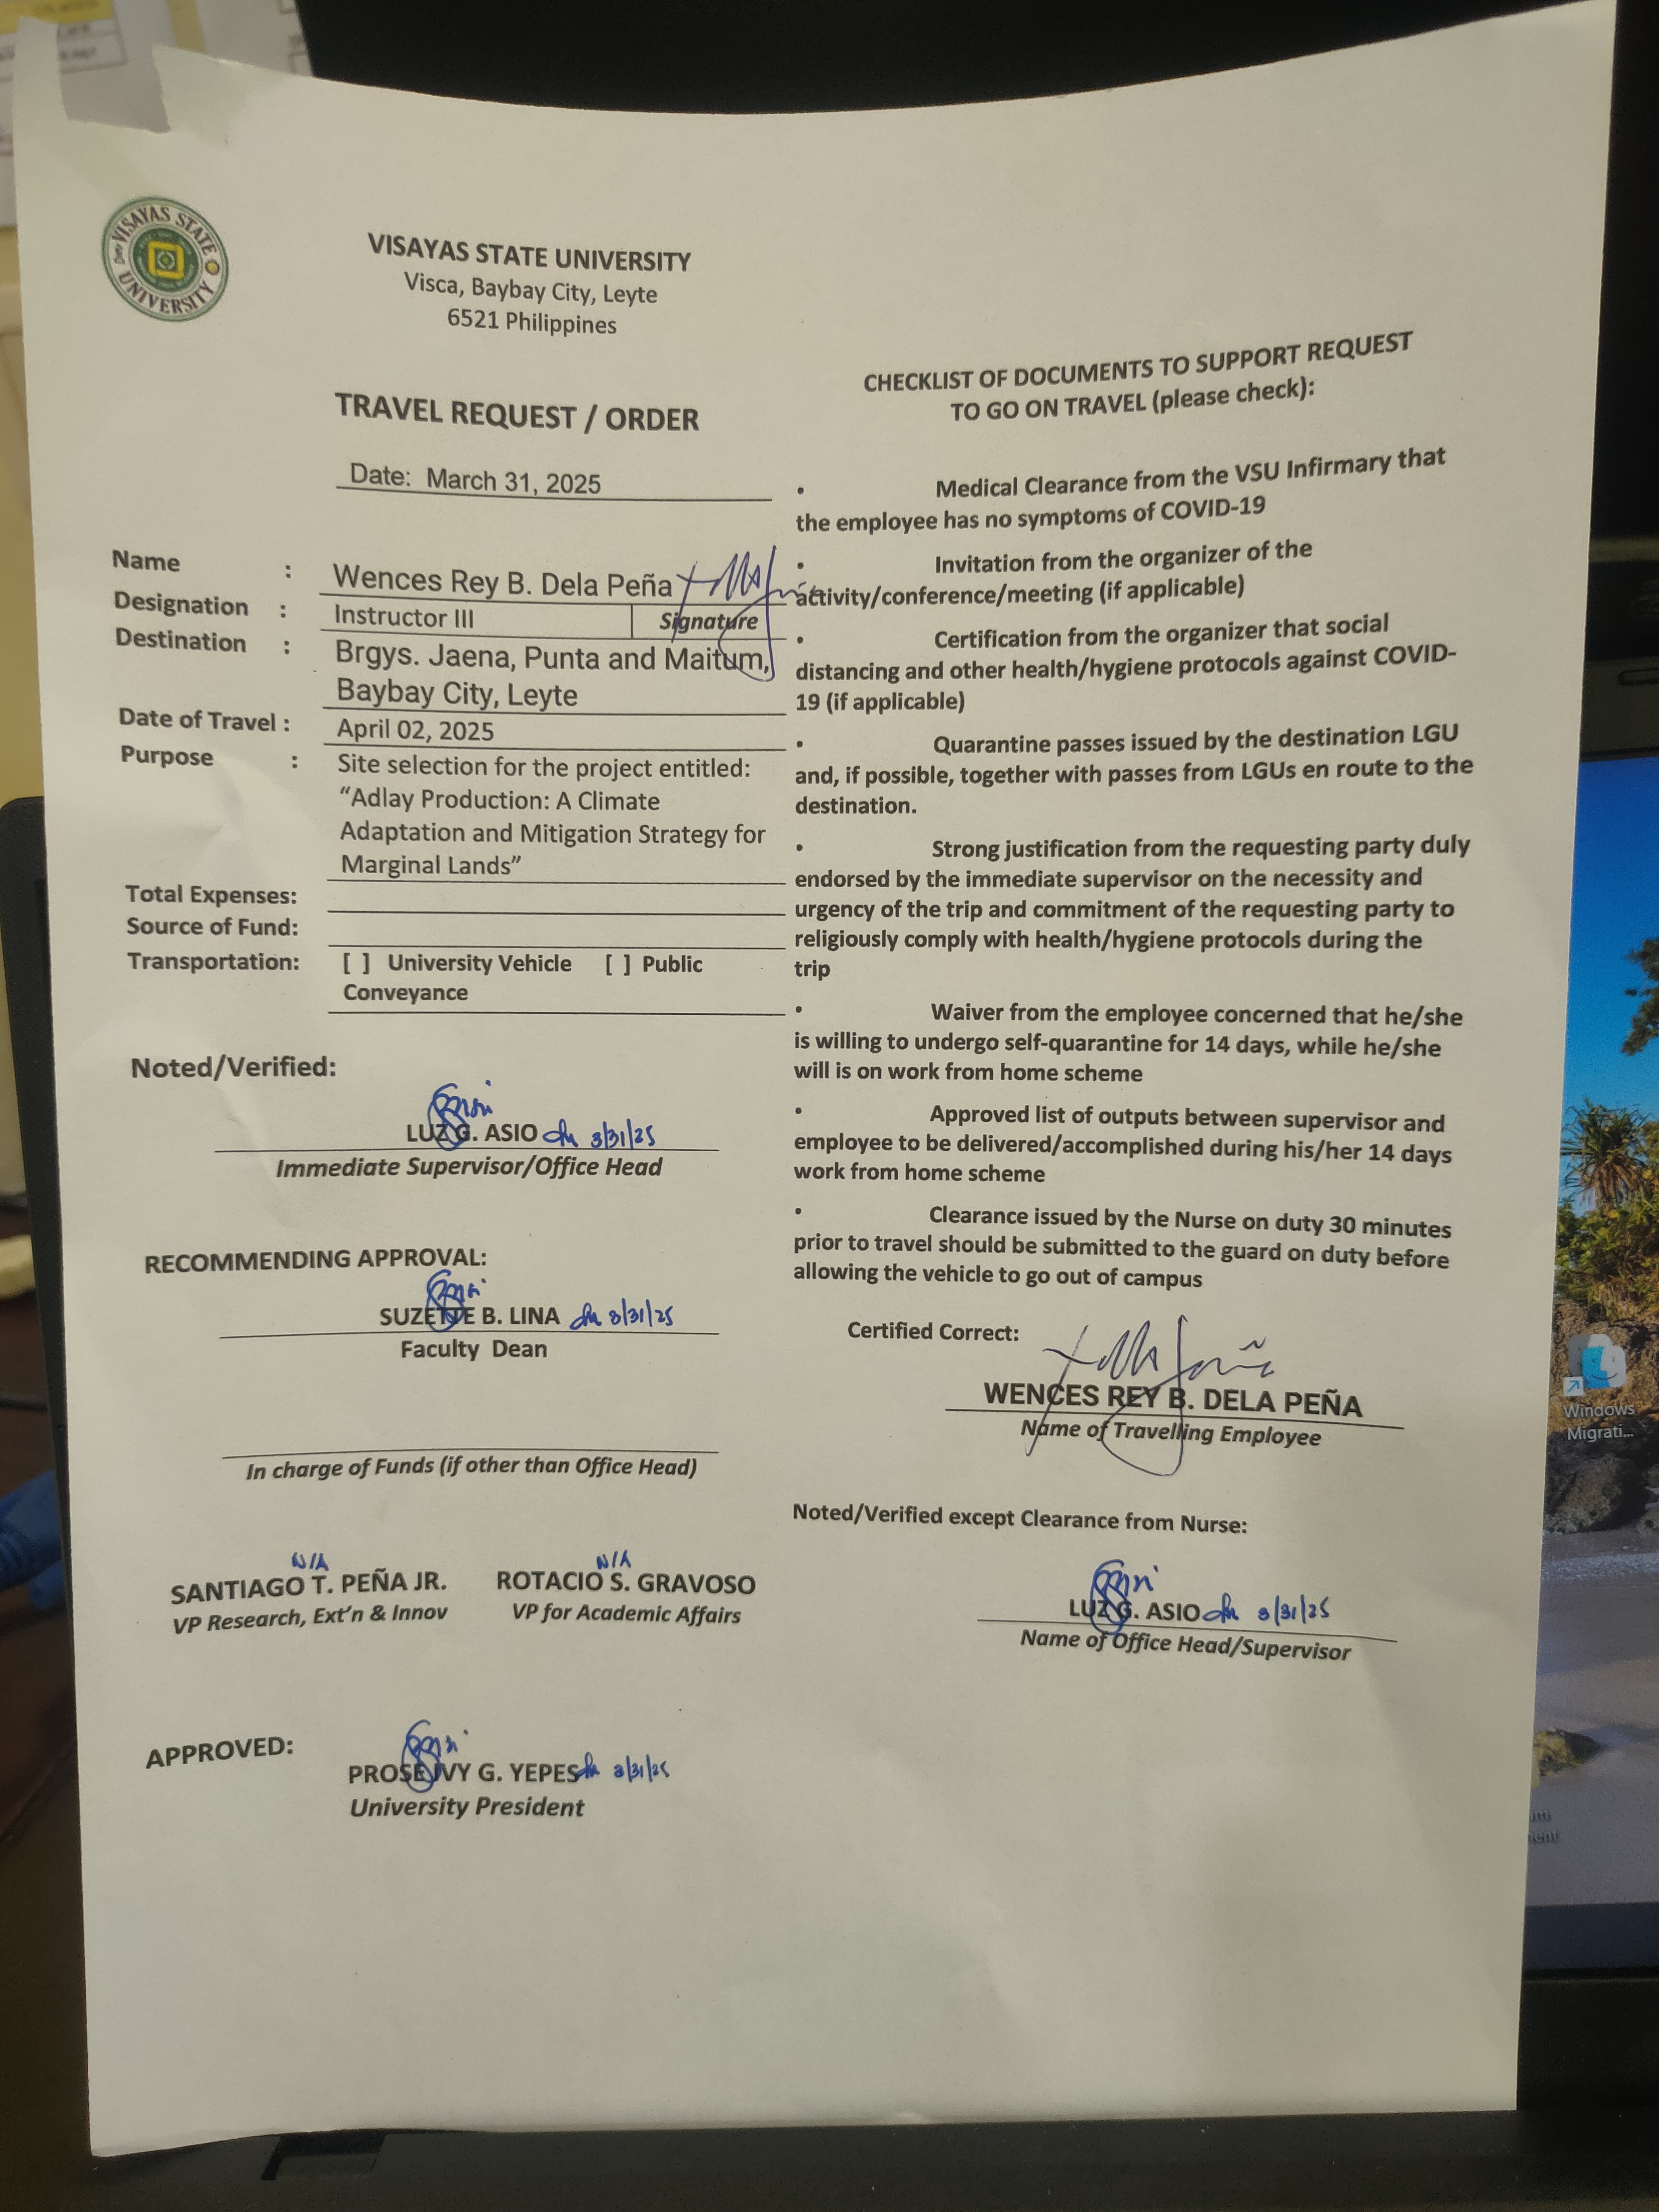 VISAYAS STATE UNIVERSITY
VISAYAS STATE UNIVERSITY
Visca, Baybay City, Leyte
6521 Philippines
TRAVEL REQUEST / ORDER
Date: March 31, 2025
Name : Wences Rey B. Dela Peña
Designation : Instructor III Signature
Destination : Brgys. Jaena, Punta and Maitum,
Baybay City, Leyte
Date of Travel : April 02, 2025
Purpose : Site selection for the project entitled:
“Adlay Production: A Climate
Adaptation and Mitigation Strategy for
Marginal Lands”
Total Expenses:
Source of Fund:
Transportation: [ ] University Vehicle [ ] Public
Conveyance
Noted/Verified:
LUZ G. ASIO 3/31/25
Immediate Supervisor/Office Head
RECOMMENDING APPROVAL:
SUZETTE B. LINA 3/31/25
Faculty Dean
In charge of Funds (if other than Office Head)
N/A N/A
SANTIAGO T. PEÑA JR. ROTACIO S. GRAVOSO
VP Research, Ext’n & Innov VP for Academic Affairs
APPROVED:
PROSE IVY G. YEPES 3/31/25
University President
CHECKLIST OF DOCUMENTS TO SUPPORT REQUEST
TO GO ON TRAVEL (please check):
• Medical Clearance from the VSU Infirmary that
the employee has no symptoms of COVID-19
• Invitation from the organizer of the
activity/conference/meeting (if applicable)
• Certification from the organizer that social
distancing and other health/hygiene protocols against COVID-
19 (if applicable)
• Quarantine passes issued by the destination LGU
and, if possible, together with passes from LGUs en route to the
destination.
• Strong justification from the requesting party duly
endorsed by the immediate supervisor on the necessity and
urgency of the trip and commitment of the requesting party to
religiously comply with health/hygiene protocols during the
trip
• Waiver from the employee concerned that he/she
is willing to undergo self-quarantine for 14 days, while he/she
will is on work from home scheme
• Approved list of outputs between supervisor and
employee to be delivered/accomplished during his/her 14 days
work from home scheme
• Clearance issued by the Nurse on duty 30 minutes
prior to travel should be submitted to the guard on duty before
allowing the vehicle to go out of campus
Certified Correct:
WENCES REY B. DELA PEÑA
Name of Travelling Employee
Noted/Verified except Clearance from Nurse:
LUZ G. ASIO 3/31/25
Name of Office Head/Supervisor
Windows
Migrati...